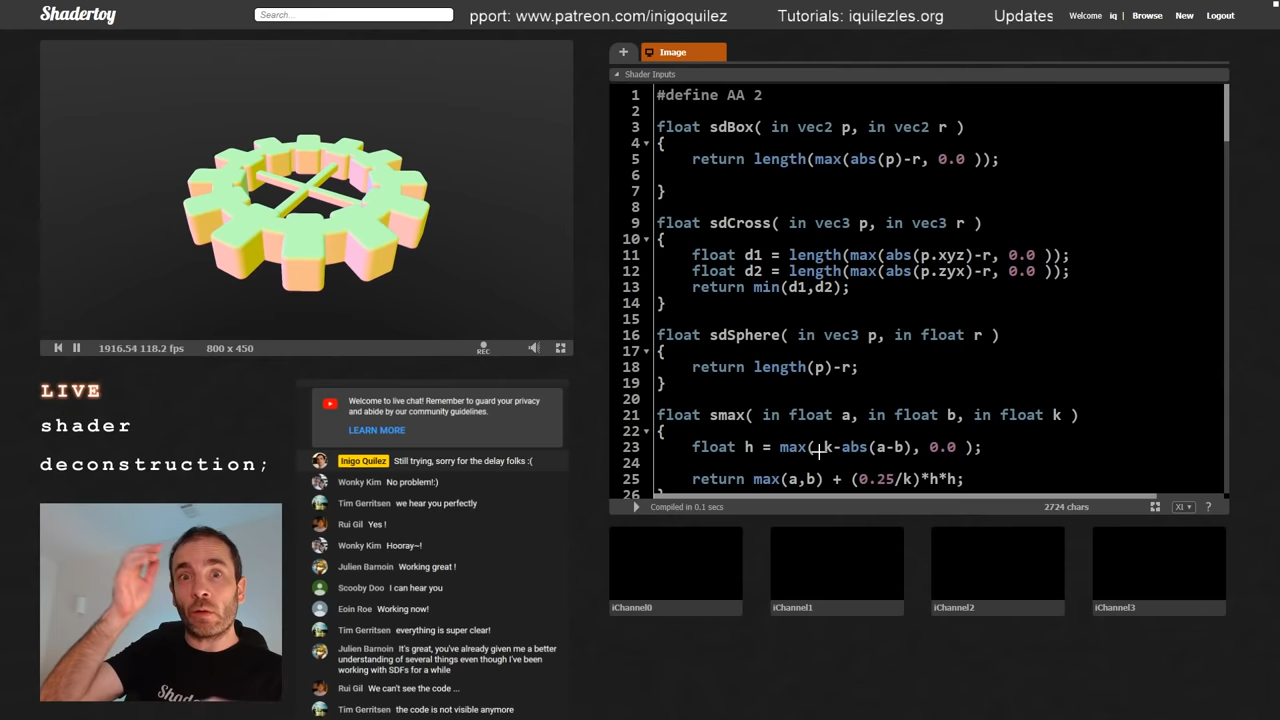 Shadertoy
Search...
pport: www.patreon.com/inigoquilez
Tutorials: iquilezles.org
Updates
Welcome iq | Browse New Logout
+ Image
Shader Inputs
1 #define AA 2
2
3 float sdBox( in vec2 p, in vec2 r )
4 {
5 return length(max(abs(p)-r, 0.0 ));
6
7 }
8
9 float sdCross( in vec3 p, in vec3 r )
10 {
11 float d1 = length(max(abs(p.xyz)-r, 0.0 ));
12 float d2 = length(max(abs(p.zyx)-r, 0.0 ));
13 return min(d1,d2);
14 }
15
16 float sdSphere( in vec3 p, in float r )
17 {
18 return length(p)-r;
19 }
20
21 float smax( in float a, in float b, in float k )
22 {
23 float h = max( k-abs(a-b), 0.0 );
24
25 return max(a,b) + (0.25/k)*h*h;
26 }
Compiled in 0.1 secs
2724 chars
X| ▾
?
1916.54 118.2 fps 800 x 450
REC
LIVE
shader
deconstruction;
Welcome to live chat! Remember to guard your privacy
and abide by our community guidelines.
LEARN MORE
Inigo Quilez Still trying, sorry for the delay folks :(
Wonky Kim No problem!:)
Tim Gerritsen we hear you perfectly
Rui Gil Yes !
Wonky Kim Hooray~!
Julien Barnoin Working great !
Scooby Doo I can hear you
Eoin Roe Working now!
Tim Gerritsen everything is super clear!
Julien Barnoin It's great, you've already given me a better
understanding of several things even though I've been
working with SDFs for a while
Rui Gil We can't see the code ...
Tim Gerritsen the code is not visible anymore
iChannel0
iChannel1
iChannel2
iChannel3